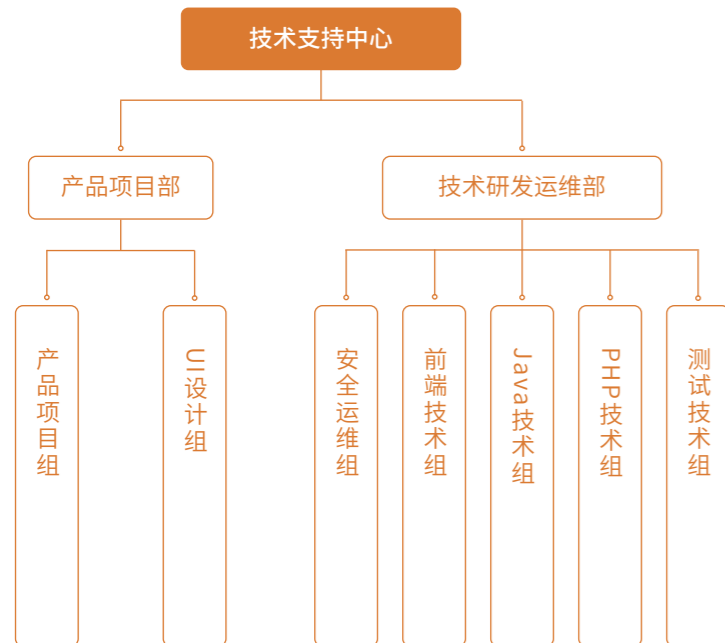 技术支持中心
产品项目部
技术研发运维部
产品项目组
UI设计组
安全运维组
前端技术组
Java技术组
PHP技术组
测试技术组